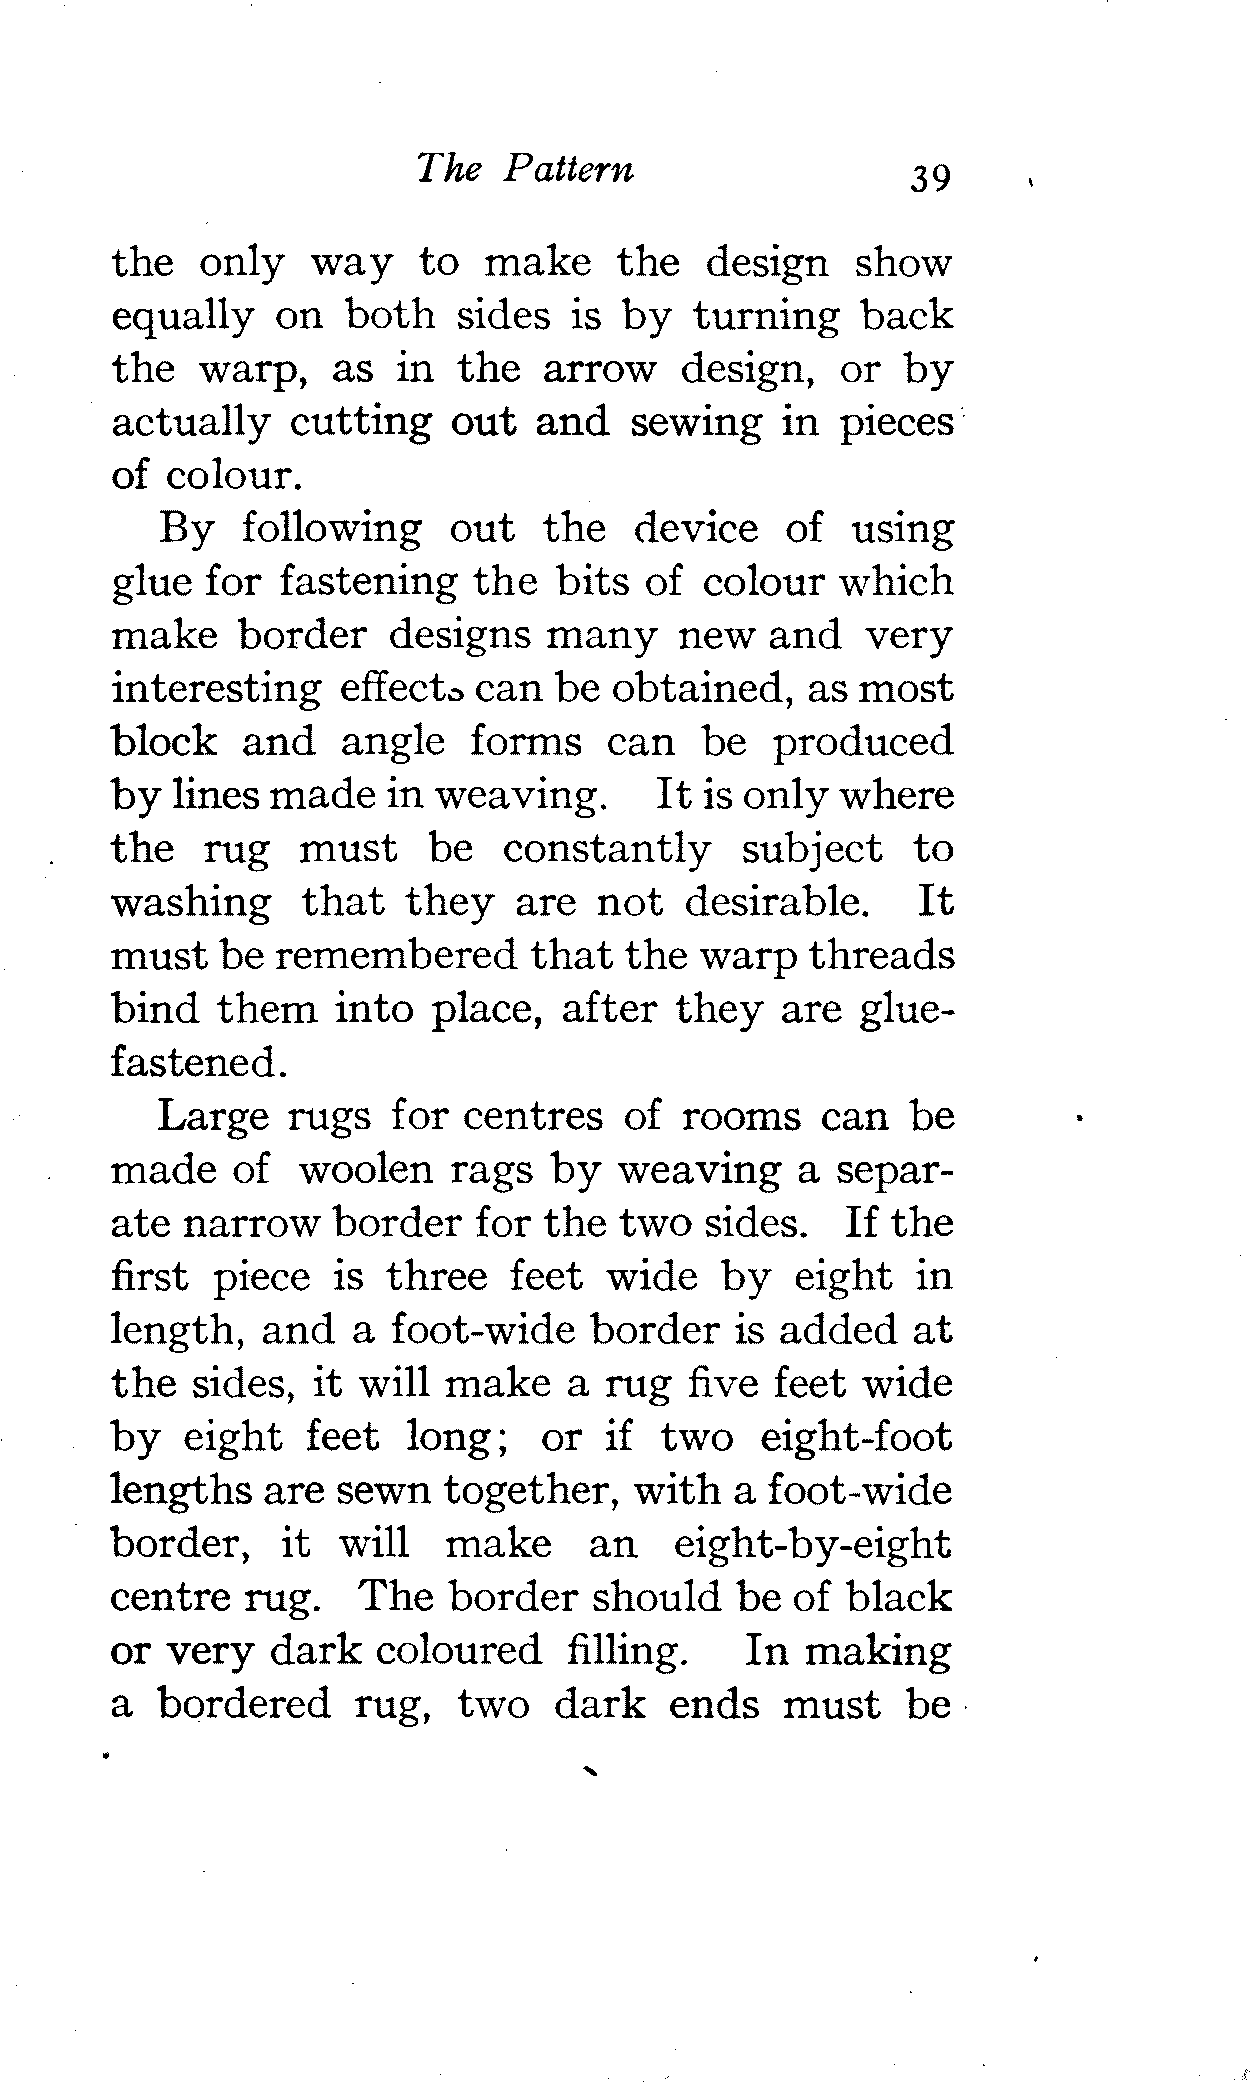 The Pattern 39
the only way to make the design show
equally on both sides is by turning back
the warp, as in the arrow design, or by
actually cutting out and sewing in pieces
of colour.
By following out the device of using
glue for fastening the bits of colour which
make border designs many new and very
interesting effects can be obtained, as most
block and angle forms can be produced
by lines made in weaving. It is only where
the rug must be constantly subject to
washing that they are not desirable. It
must be remembered that the warp threads
bind them into place, after they are glue-
fastened.
Large rugs for centres of rooms can be
made of woolen rags by weaving a separ-
ate narrow border for the two sides. If the
first piece is three feet wide by eight in
length, and a foot-wide border is added at
the sides, it will make a rug five feet wide
by eight feet long; or if two eight-foot
lengths are sewn together, with a foot-wide
border, it will make an eight-by-eight
centre rug. The border should be of black
or very dark coloured filling. In making
a bordered rug, two dark ends must be